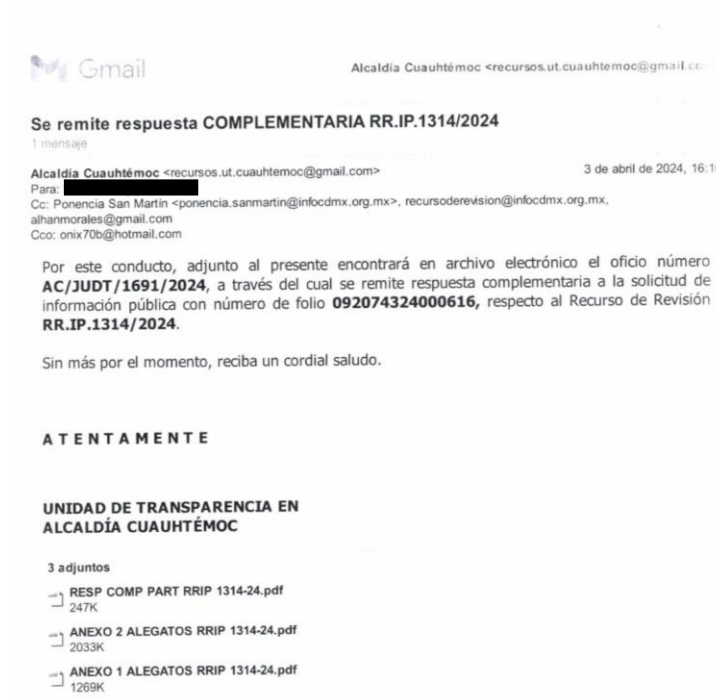 Gmail
Alcaldía Cuauhtémoc <recursos.ut.cuauhtemoc@gmail.co
Se remite respuesta COMPLEMENTARIA RR.IP.1314/2024
1 mensaje
Alcaldía Cuauhtémoc <recursos.ut.cuauhtemoc@gmail.com>
3 de abril de 2024, 16:1
Para:
Cc: Ponencia San Martín <ponencia.sanmartin@infocdmx.org.mx>, recursoderevision@infocdmx.org.mx,
alhanmorales@gmail.com
Cco: onix70b@hotmail.com
Por este conducto, adjunto al presente encontrará en archivo electrónico el oficio número
AC/JUDT/1691/2024, a través del cual se remite respuesta complementaria a la solicitud de
información pública con número de folio 092074324000616, respecto al Recurso de Revisión
RR.IP.1314/2024.
Sin más por el momento, reciba un cordial saludo.
A T E N T A M E N T E
UNIDAD DE TRANSPARENCIA EN
ALCALDÍA CUAUHTÉMOC
3 adjuntos
RESP COMP PART RRIP 1314-24.pdf
247K
ANEXO 2 ALEGATOS RRIP 1314-24.pdf
2033K
ANEXO 1 ALEGATOS RRIP 1314-24.pdf
1269K